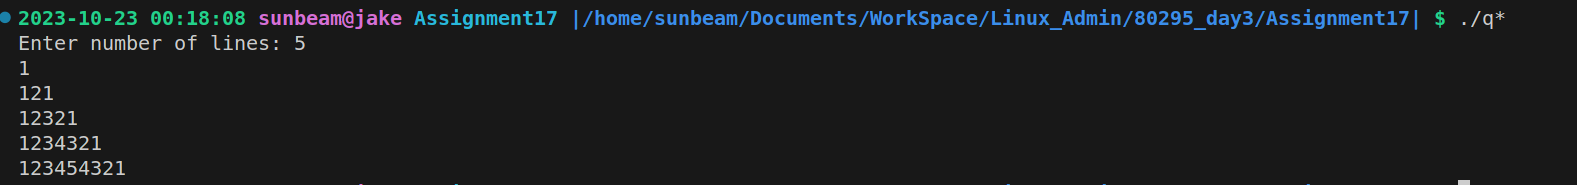 2023-10-23 00:18:08 sunbeam@jake Assignment17 |/home/sunbeam/Documents/WorkSpace/Linux_Admin/80295_day3/Assignment17| $ ./q*
Enter number of lines: 5
1
121
12321
1234321
123454321